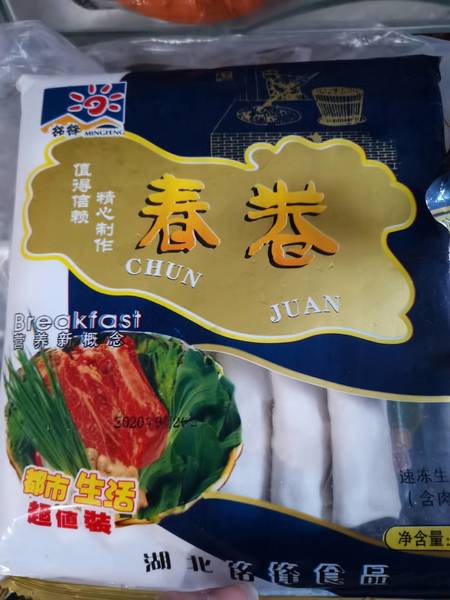 MINGFENG
值得信赖
精心制作
春卷
CHUN JUAN
Breakfast
营养新概念
都市生活
超值装
速冻生
(含肉
净含量:
湖北 食品